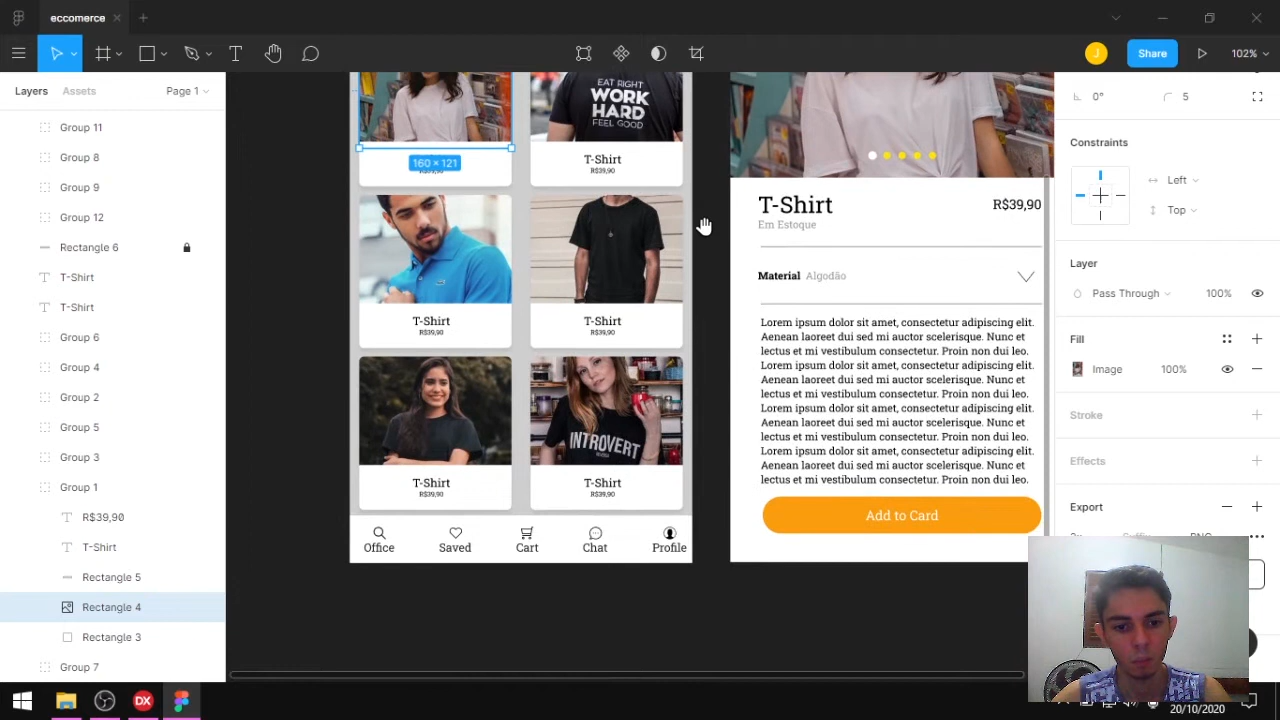 eccomerce
J
Share
102%
Layers
Assets
Page 1
Group 11
Group 8
Group 9
Group 12
Rectangle 6
T-Shirt
T-Shirt
Group 6
Group 4
Group 2
Group 5
Group 3
Group 1
R$39,90
T-Shirt
Rectangle 5
Rectangle 4
Rectangle 3
Group 7
160 × 121
EAT RIGHT
WORK
HARD
FEEL GOOD
T-Shirt
R$39,90
T-Shirt
R$39,90
T-Shirt
R$39,90
INTROVERT
T-Shirt
R$39,90
T-Shirt
R$39,90
Office
Saved
Cart
Chat
Profile
T-Shirt
R$39,90
Em Estoque
Material Algodão
Lorem ipsum dolor sit amet, consectetur adipiscing elit.
Aenean laoreet dui sed mi auctor scelerisque. Nunc et
lectus et mi vestibulum consectetur. Proin non dui leo.
Lorem ipsum dolor sit amet, consectetur adipiscing elit.
Aenean laoreet dui sed mi auctor scelerisque. Nunc et
lectus et mi vestibulum consectetur. Proin non dui leo.
Lorem ipsum dolor sit amet, consectetur adipiscing elit.
Aenean laoreet dui sed mi auctor scelerisque. Nunc et
lectus et mi vestibulum consectetur. Proin non dui leo.
Lorem ipsum dolor sit amet, consectetur adipiscing elit.
Aenean laoreet dui sed mi auctor scelerisque. Nunc et
lectus et mi vestibulum consectetur. Proin non dui leo.
Add to Card
0°
5
Constraints
Left
Top
Layer
Pass Through
100%
Fill
Image
100%
Stroke
Effects
Export
DX
20/10/2020